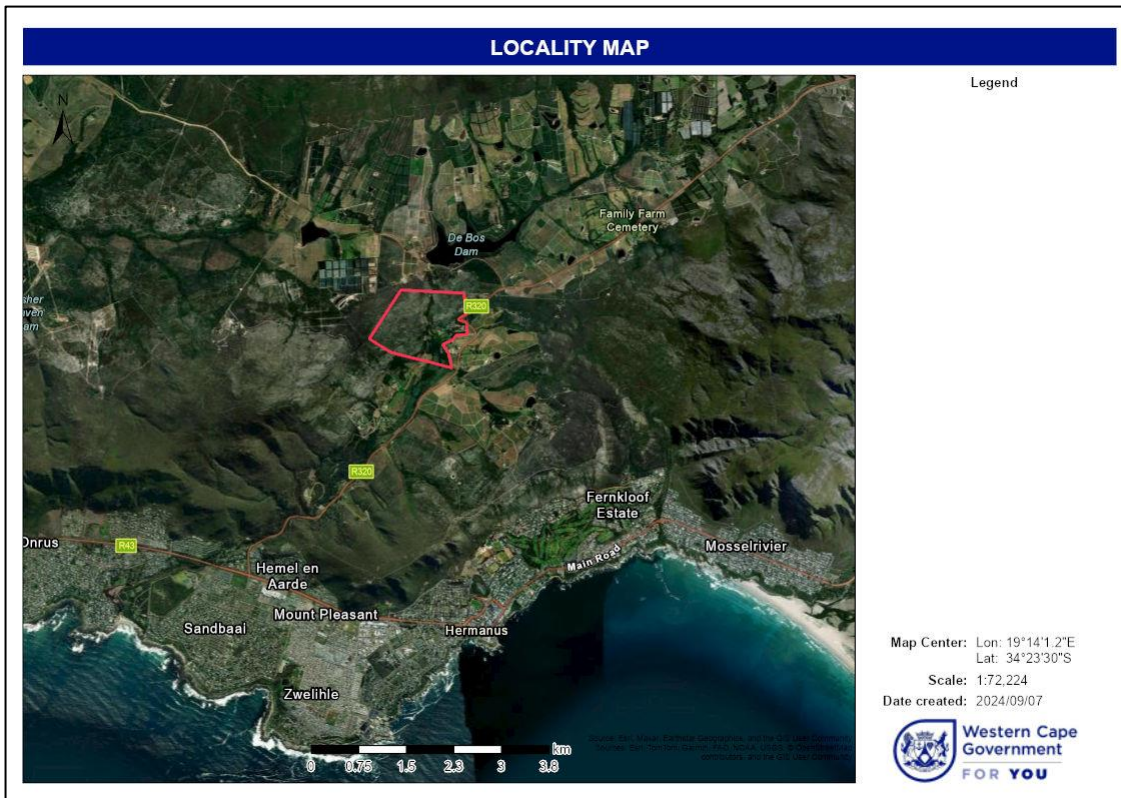 LOCALITY MAP
Legend
N
Family Farm
Cemetery
De Bos
Dam
R320
R320
Fernkloof
Estate
Main Road
Mosselrivier
Onrus
R43
Hemel en
Aarde
Mount Pleasant
Sandbaai
Hermanus
Zwelihle
km
0 0.75 1.5 2.3 3 3.8
Map Center: Lon: 19°14'1.2"E
Lat: 34°23'30"S
Scale: 1:72,224
Date created: 2024/09/07
Western Cape
Government
FOR YOU